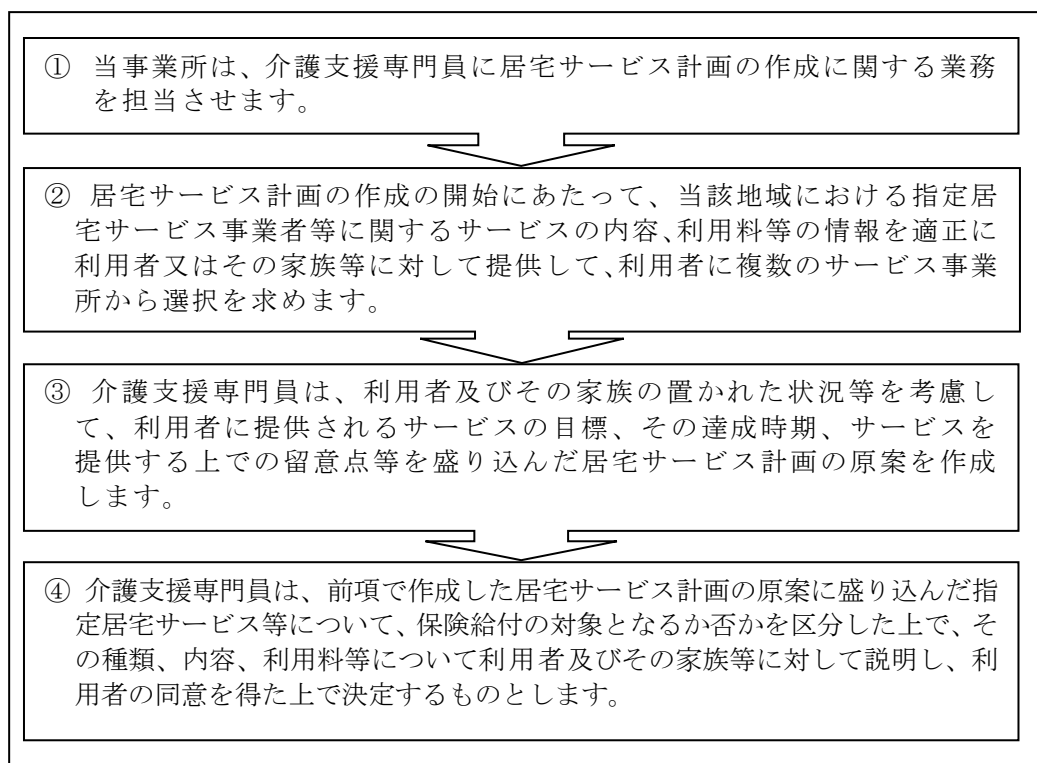 ① 当事業所は、介護支援専門員に居宅サービス計画の作成に関する業務
を担当させます。
② 居宅サービス計画の作成の開始にあたって、当該地域における指定居
宅サービス事業者等に関するサービスの内容、利用料等の情報を適正に
利用者又はその家族等に対して提供して、利用者に複数のサービス事業
所から選択を求めます。
③ 介護支援専門員は、利用者及びその家族の置かれた状況等を考慮し
て、利用者に提供されるサービスの目標、その達成時期、サービスを
提供する上での留意点等を盛り込んだ居宅サービス計画の原案を作成
します。
④ 介護支援専門員は、前項で作成した居宅サービス計画の原案に盛り込んだ指
定居宅サービス等について、保険給付の対象となるか否かを区分した上で、そ
の種類、内容、利用料等について利用者及びその家族等に対して説明し、利
用者の同意を得た上で決定するものとします。